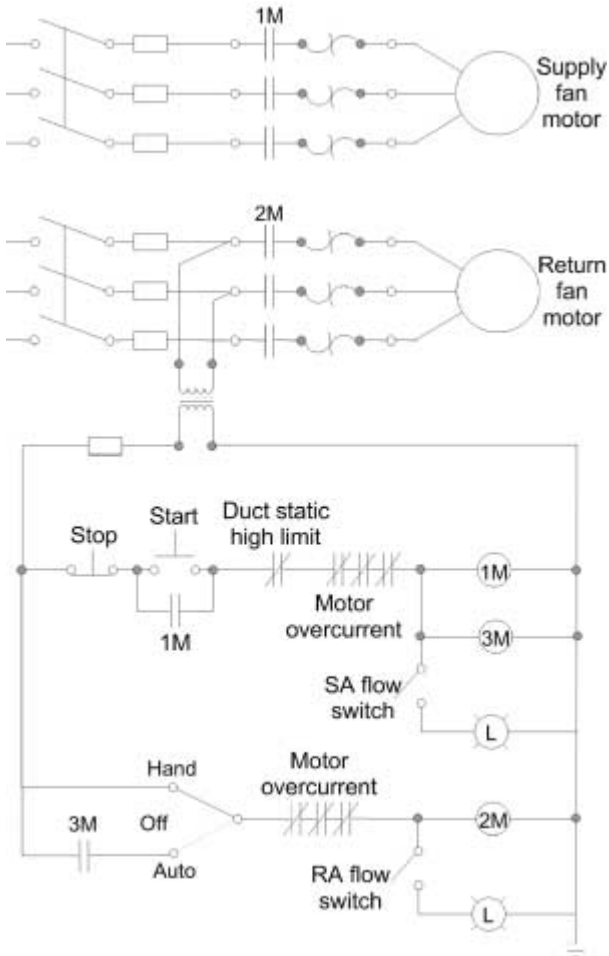 1M
Supply
fan
motor
2M
Return
fan
motor
Stop
Start
Duct static
high limit
1M
Motor
overcurrent
1M
3M
SA flow
switch
L
Hand
Motor
overcurrent
3M
Off
Auto
2M
RA flow
switch
L